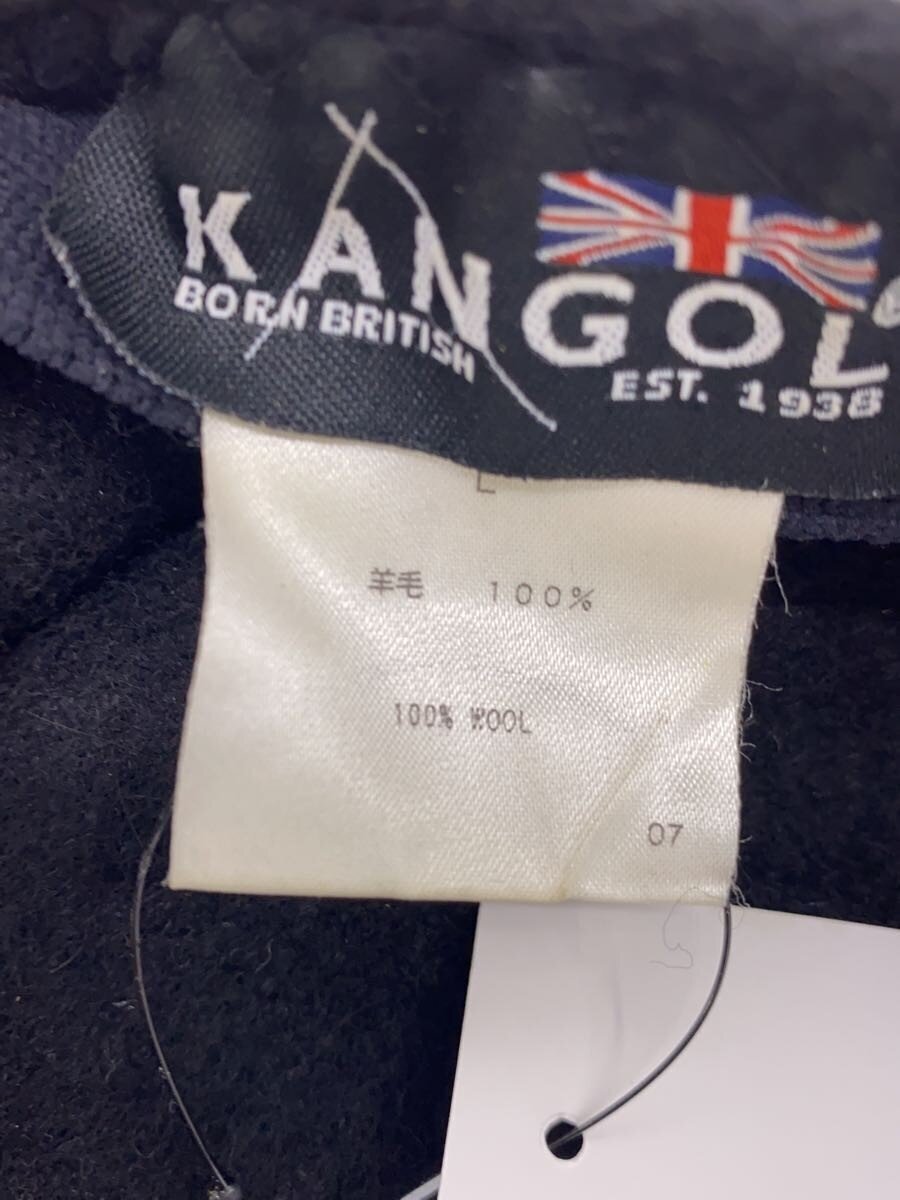 KANGOL
BORN BRITISH
EST. 1938
L
羊毛 100%
100% WOOL
07